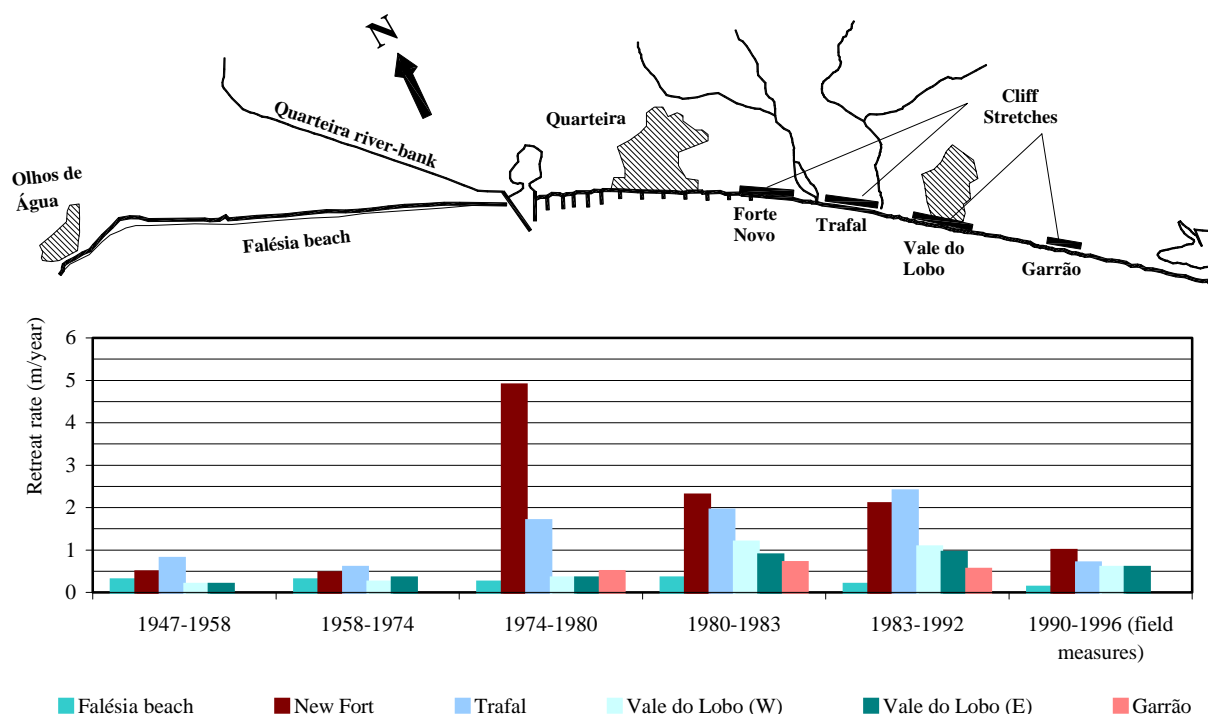 N
Quarteira river-bank
Quarteira
Cliff
Stretches
Olhos de
Água
Falésia beach
Forte
Novo
Trafal
Vale do
Lobo
Garrão
Retreat rate (m/year)
6
5
4
3
2
1
0
1947-1958
1958-1974
1974-1980
1980-1983
1983-1992
1990-1996 (field
measures)
Falésia beach
New Fort
Trafal
Vale do Lobo (W)
Vale do Lobo (E)
Garrão